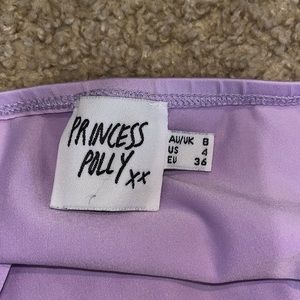 PRINCESS
POLLY xx
AU/UK 8
US 4
EU 36